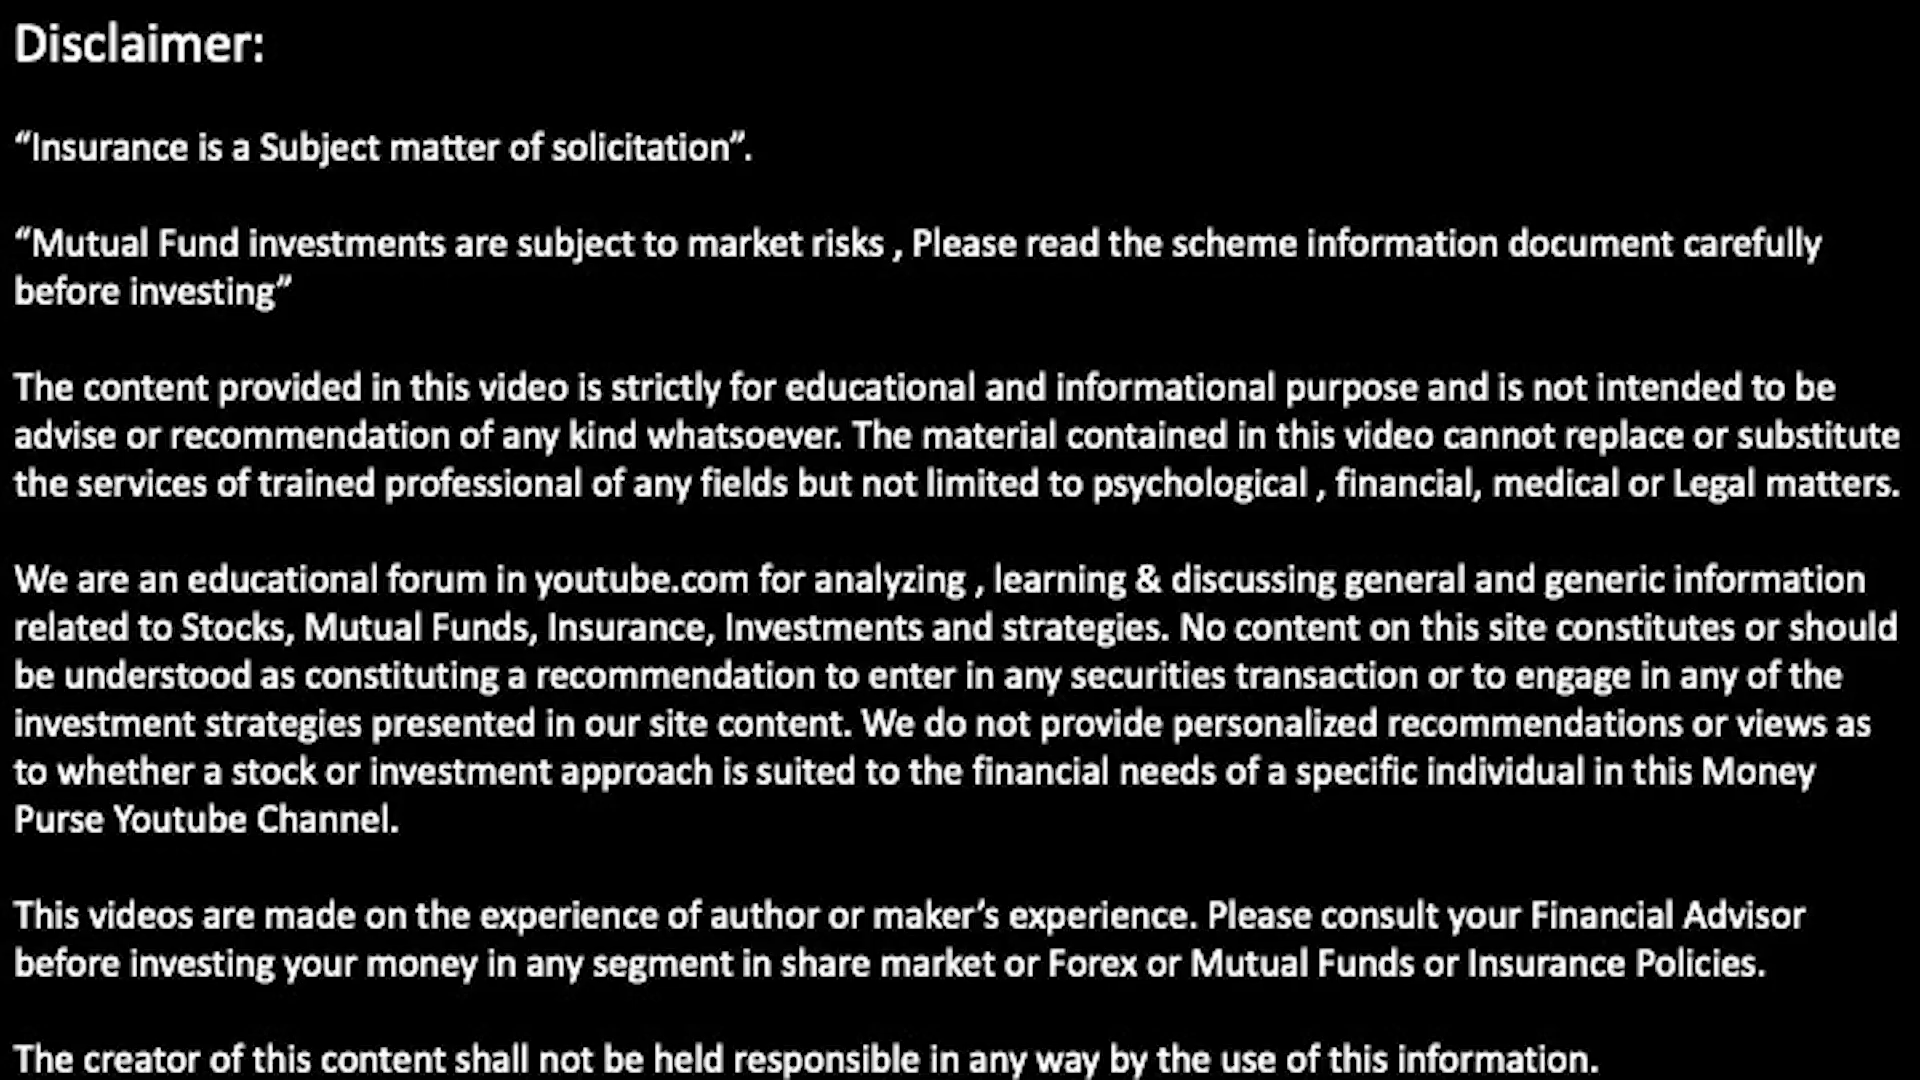 Disclaimer:
“Insurance is a Subject matter of solicitation”.
“Mutual Fund investments are subject to market risks , Please read the scheme information document carefully
before investing”
The content provided in this video is strictly for educational and informational purpose and is not intended to be
advise or recommendation of any kind whatsoever. The material contained in this video cannot replace or substitute
the services of trained professional of any fields but not limited to psychological , financial, medical or Legal matters.
We are an educational forum in youtube.com for analyzing , learning & discussing general and generic information
related to Stocks, Mutual Funds, Insurance, Investments and strategies. No content on this site constitutes or should
be understood as constituting a recommendation to enter in any securities transaction or to engage in any of the
investment strategies presented in our site content. We do not provide personalized recommendations or views as
to whether a stock or investment approach is suited to the financial needs of a specific individual in this Money
Purse Youtube Channel.
This videos are made on the experience of author or maker’s experience. Please consult your Financial Advisor
before investing your money in any segment in share market or Forex or Mutual Funds or Insurance Policies.
The creator of this content shall not be held responsible in any way by the use of this information.